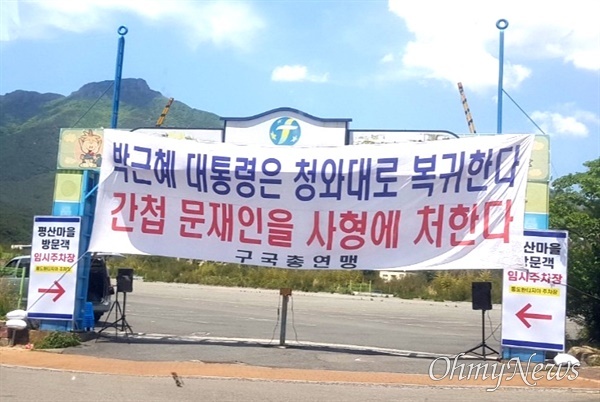 박근혜 대통령은 청와대로 복귀한다
간첩 문재인을 사형에 처한다
구국총연맹
평산마을
방문객
임시주차장
평산마을
방문객
임시주차장
OhmyNews